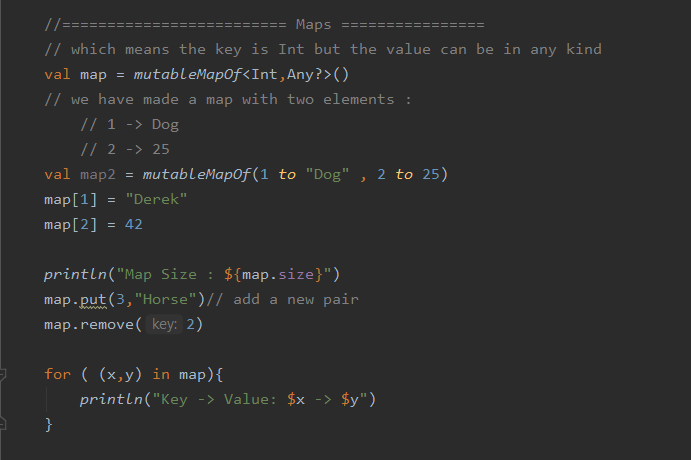 //========================= Maps ================
// which means the key is Int but the value can be in any kind
val map = mutableMapOf<Int,Any?>()
// we have made a map with two elements :
// 1 -> Dog
// 2 -> 25
val map2 = mutableMapOf(1 to "Dog" , 2 to 25)
map[1] = "Derek"
map[2] = 42
println("Map Size : ${map.size}")
map.put(3,"Horse")// add a new pair
map.remove( key: 2)
for ( (x,y) in map){
println("Key -> Value: $x -> $y")
}